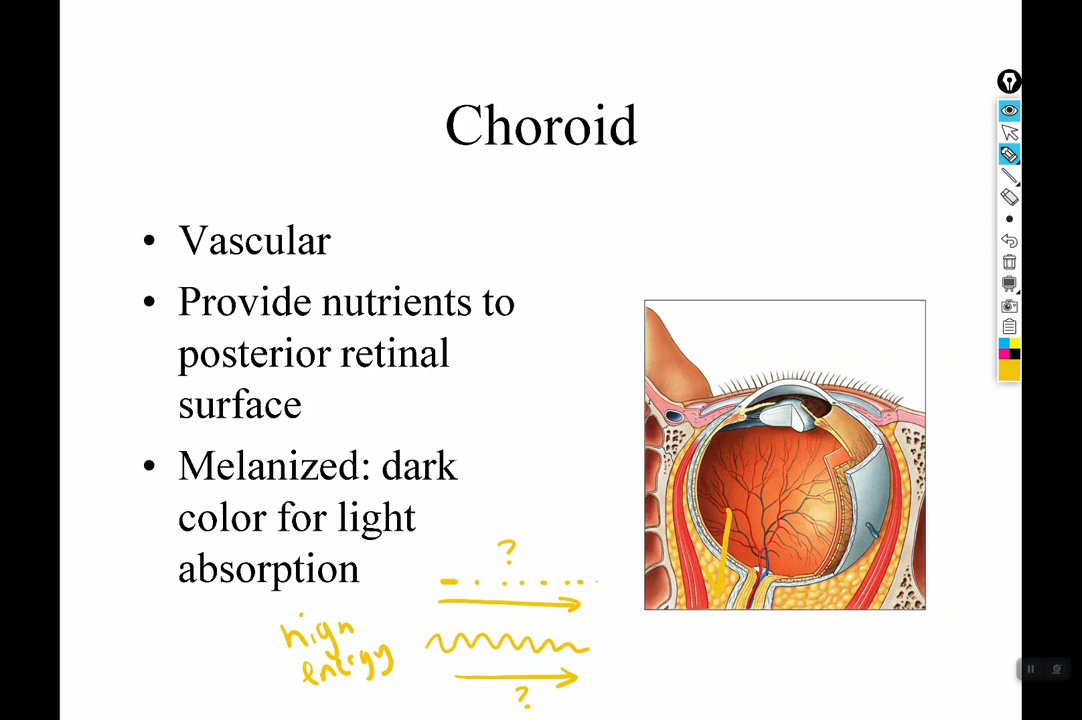 Choroid
• Vascular
• Provide nutrients to
posterior retinal
surface
• Melanized: dark
color for light
absorption
?
high
energy
?